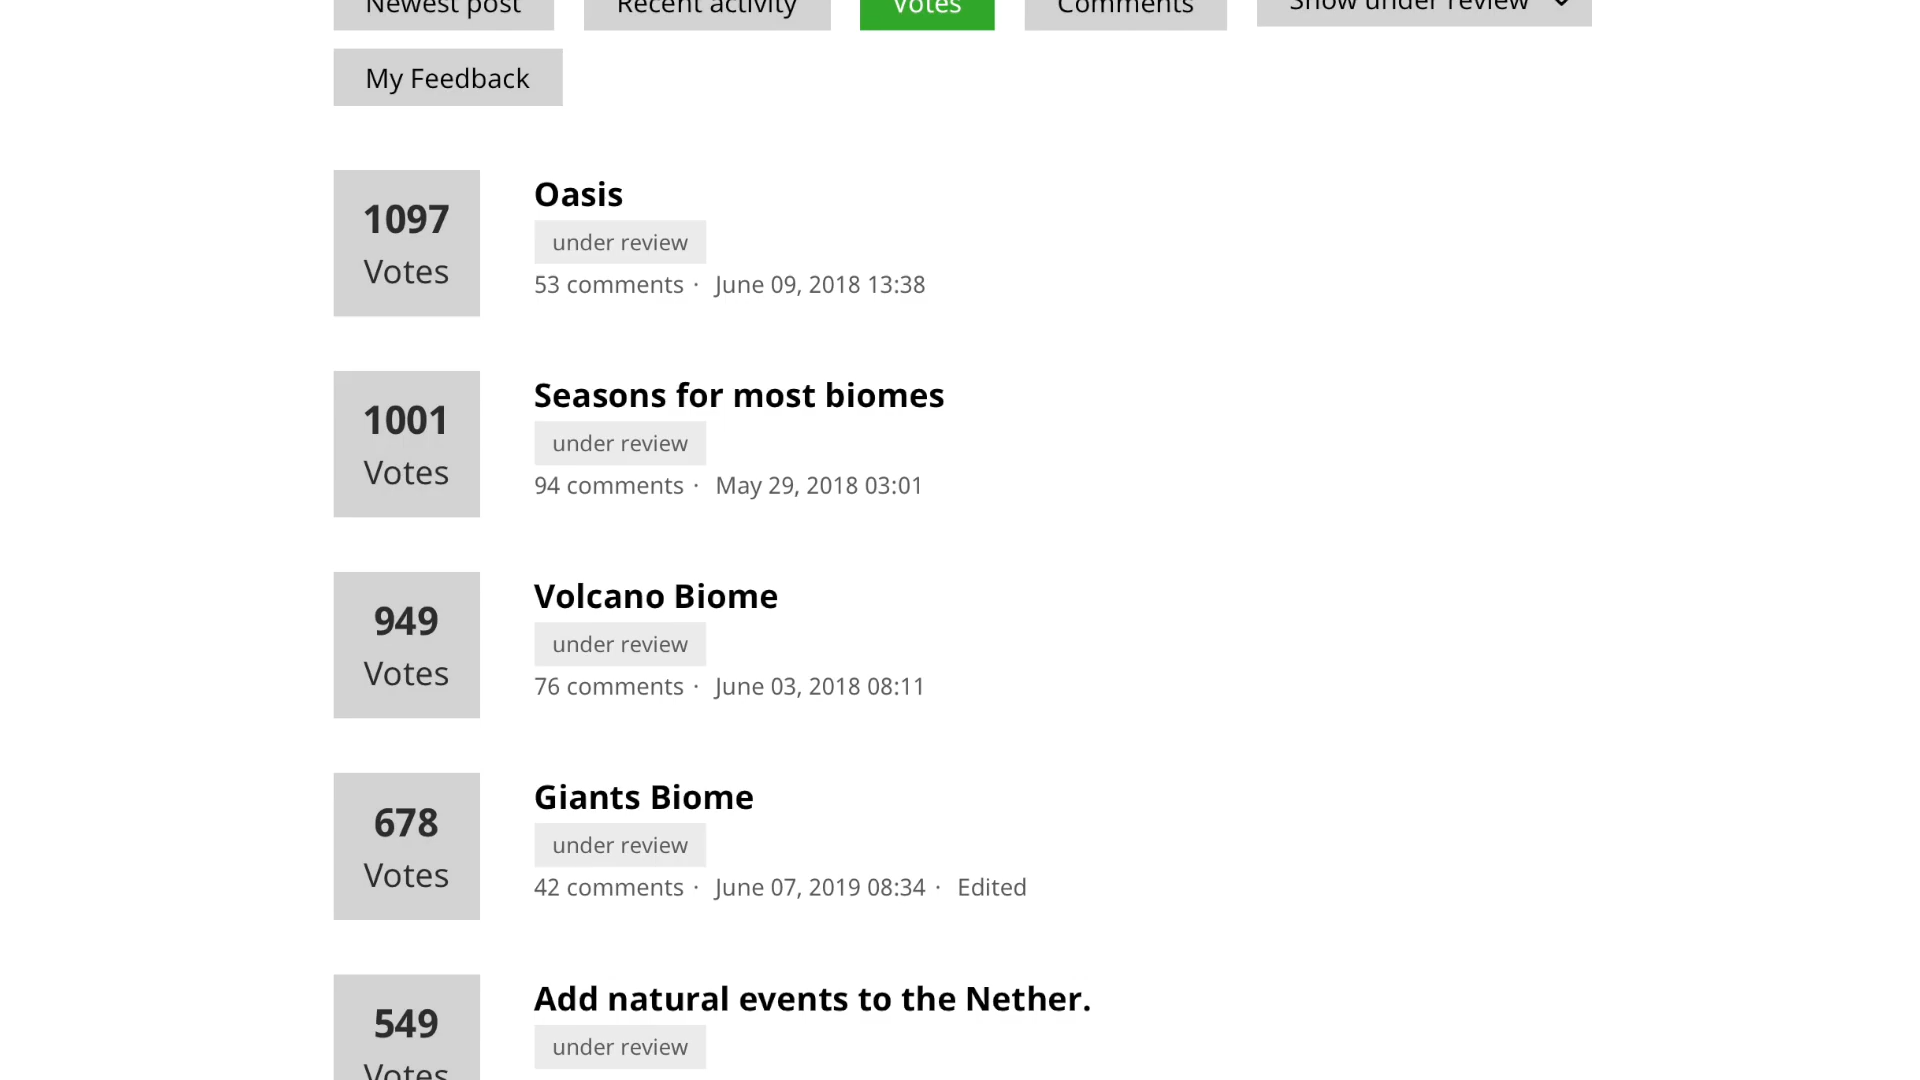 Newest post
Recent activity
Votes
Comments
Show under review
My Feedback
1097
Votes
Oasis
under review
53 comments · June 09, 2018 13:38
1001
Votes
Seasons for most biomes
under review
94 comments · May 29, 2018 03:01
949
Votes
Volcano Biome
under review
76 comments · June 03, 2018 08:11
678
Votes
Giants Biome
under review
42 comments · June 07, 2019 08:34 · Edited
549
Votes
Add natural events to the Nether.
under review